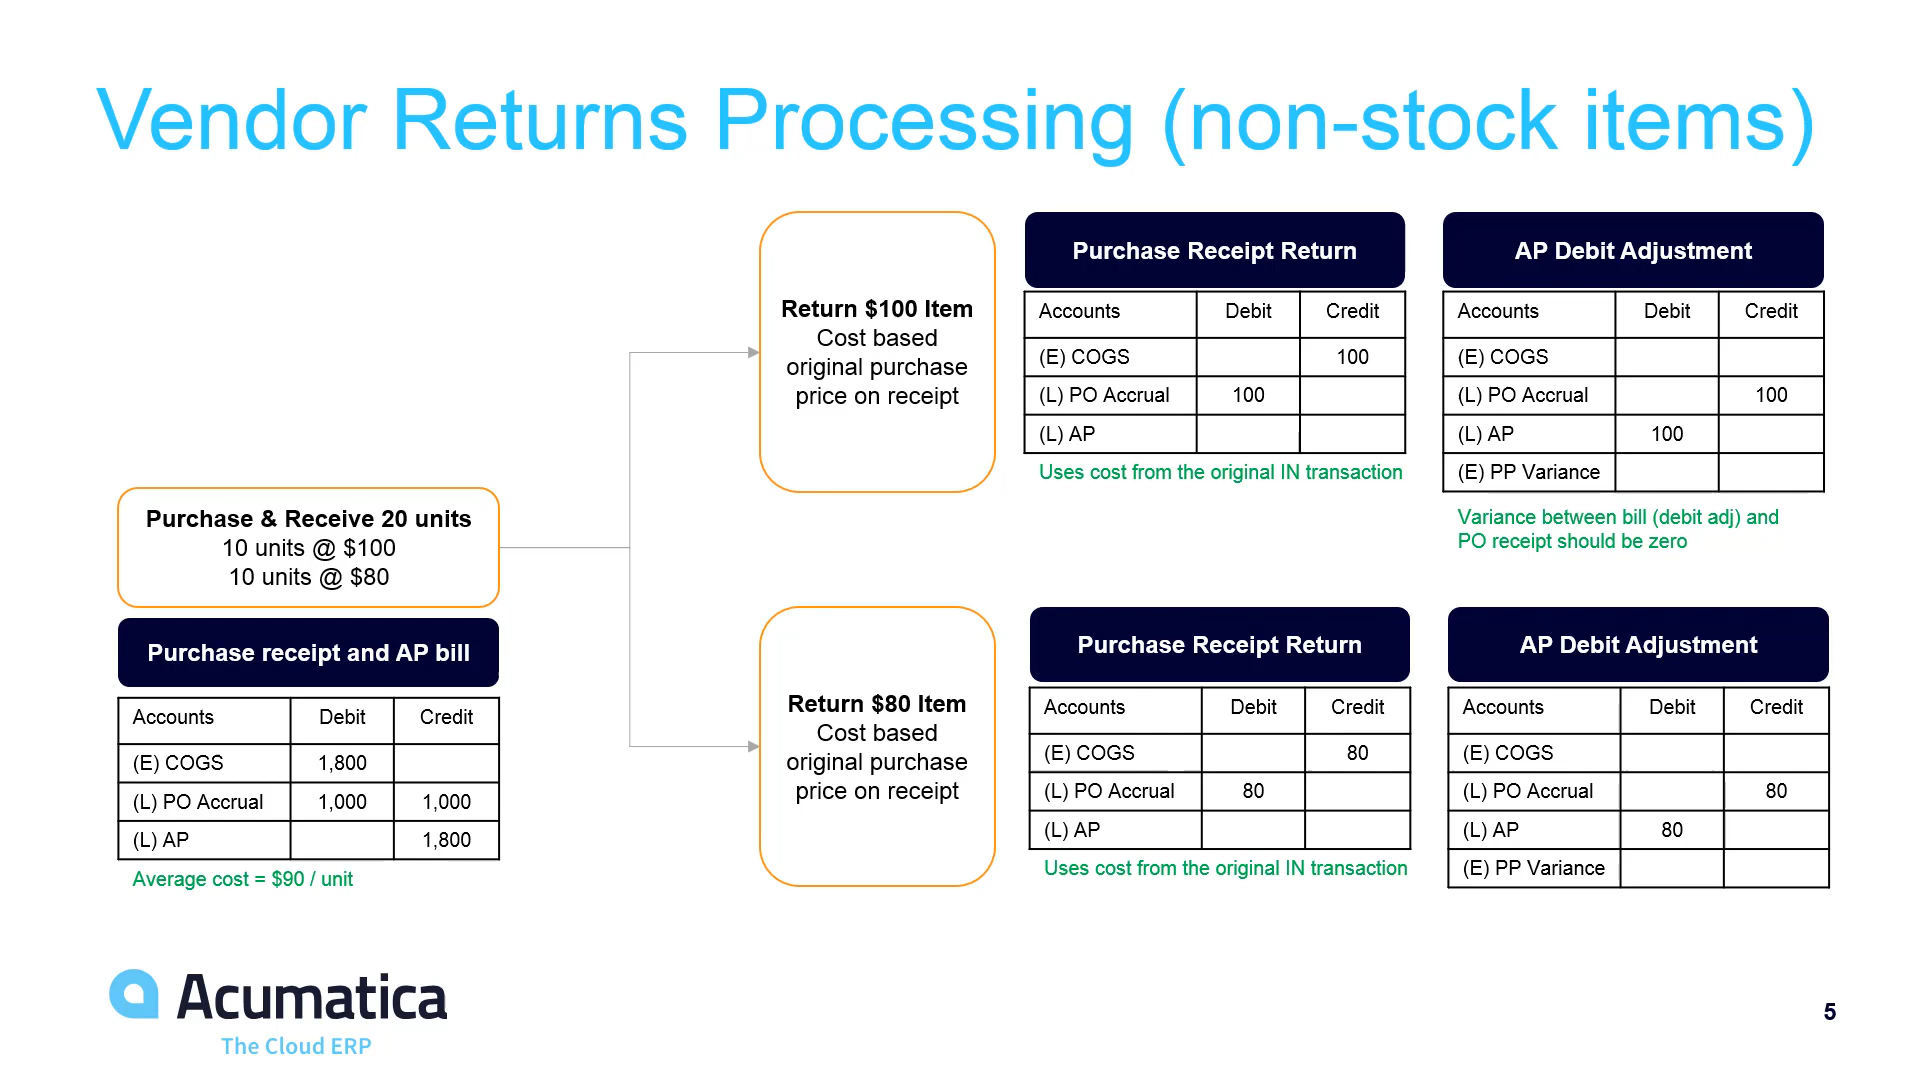 Vendor Returns Processing (non-stock items)
Purchase & Receive 20 units
10 units @ $100
10 units @ $80
Purchase receipt and AP bill
Accounts Debit Credit
(E) COGS 1,800
(L) PO Accrual 1,000 1,000
(L) AP 1,800
Average cost = $90 / unit
Return $100 Item
Cost based
original purchase
price on receipt
Purchase Receipt Return
Accounts Debit Credit
(E) COGS 100
(L) PO Accrual 100
(L) AP
Uses cost from the original IN transaction
AP Debit Adjustment
Accounts Debit Credit
(E) COGS
(L) PO Accrual 100
(L) AP 100
(E) PP Variance
Variance between bill (debit adj) and
PO receipt should be zero
Return $80 Item
Cost based
original purchase
price on receipt
Purchase Receipt Return
Accounts Debit Credit
(E) COGS 80
(L) PO Accrual 80
(L) AP
Uses cost from the original IN transaction
AP Debit Adjustment
Accounts Debit Credit
(E) COGS
(L) PO Accrual 80
(L) AP 80
(E) PP Variance
Acumatica
The Cloud ERP
5